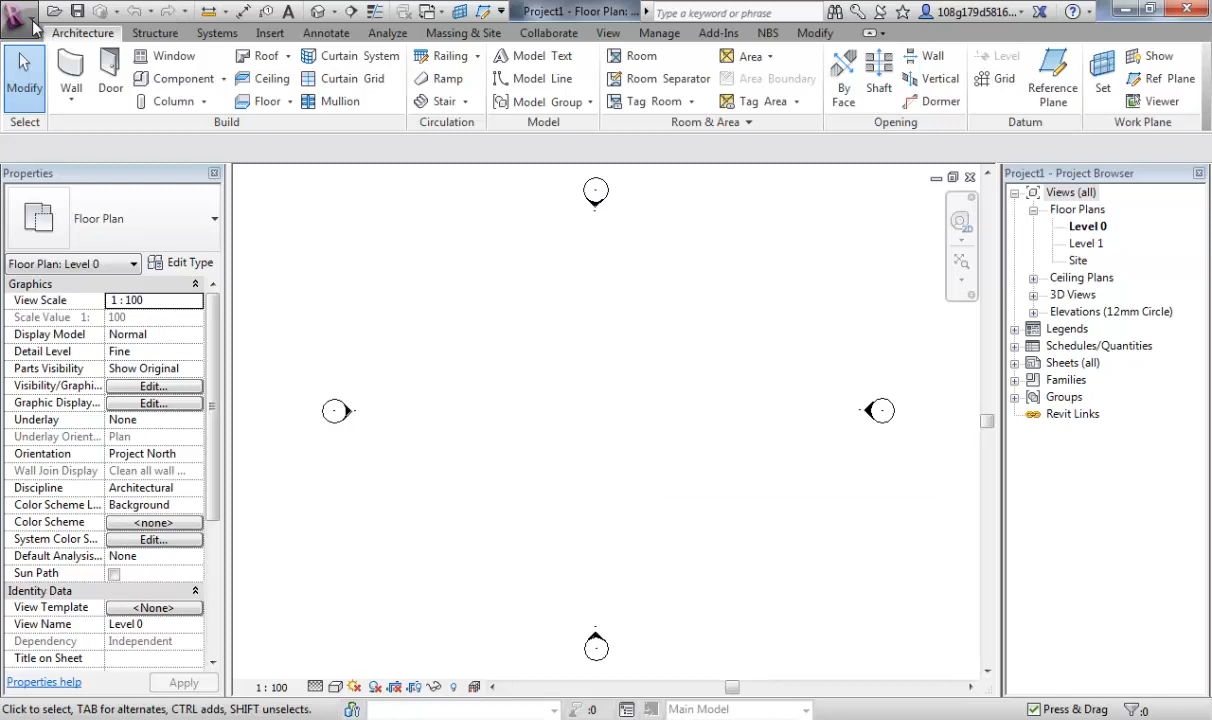 Project1 - Floor Plan: ...
Type a keyword or phrase
108g179d5816...
Architecture Structure Systems Insert Annotate Analyze Massing & Site Collaborate View Manage Add-Ins NBS Modify
Modify
Select
Wall
Door
Window
Component
Column
Roof
Ceiling
Floor
Curtain System
Curtain Grid
Mullion
Build
Railing
Ramp
Stair
Circulation
Model Text
Model Line
Model Group
Model
Room
Room Separator
Tag Room
Area
Area Boundary
Tag Area
Room & Area
By
Face
Shaft
Wall
Vertical
Dormer
Opening
Level
Grid
Reference
Plane
Datum
Set
Show
Ref Plane
Viewer
Work Plane
Properties
Floor Plan
Floor Plan: Level 0
Edit Type
Graphics
View Scale 1 : 100
Scale Value 1: 100
Display Model Normal
Detail Level Fine
Parts Visibility Show Original
Visibility/Graphi... Edit...
Graphic Display... Edit...
Underlay None
Underlay Orient... Plan
Orientation Project North
Wall Join Display Clean all wall ...
Discipline Architectural
Color Scheme L... Background
Color Scheme <none>
System Color S... Edit...
Default Analysis... None
Sun Path
Identity Data
View Template <None>
View Name Level 0
Dependency Independent
Title on Sheet
Properties help
Apply
2D
1 : 100
Project1 - Project Browser
Views (all)
Floor Plans
Level 0
Level 1
Site
Ceiling Plans
3D Views
Elevations (12mm Circle)
Legends
Schedules/Quantities
Sheets (all)
Families
Groups
Revit Links
Click to select, TAB for alternates, CTRL adds, SHIFT unselects.
:0
Main Model
Press & Drag
:0